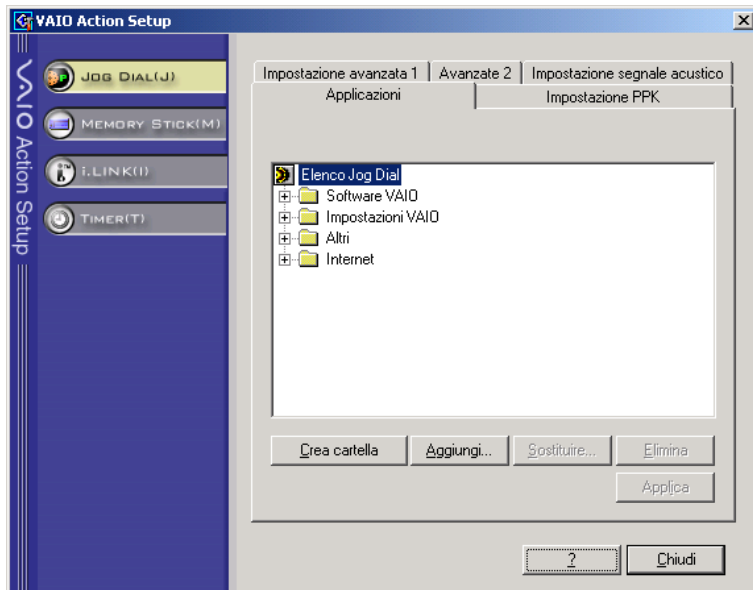 VAIO Action Setup
VAIO Action Setup
JOG DIAL(J)
MEMORY STICK(M)
i.LINK(I)
TIMER(T)
Impostazione avanzata 1
Avanzate 2
Impostazione segnale acustico
Applicazioni
Impostazione PPK
Elenco Jog Dial
Software VAIO
Impostazioni VAIO
Altri
Internet
Crea cartella
Aggiungi...
Sostituire...
Elimina
Applica
?
Chiudi